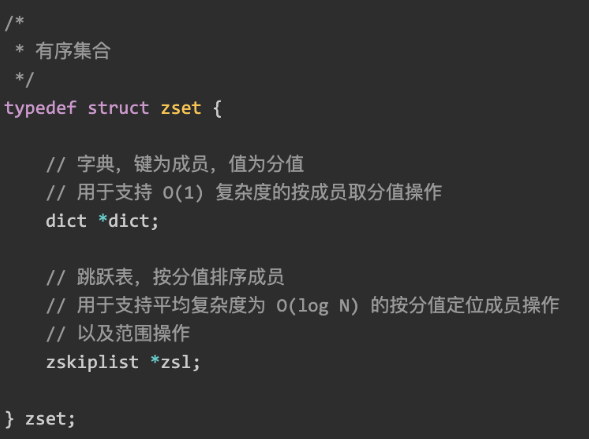 /*
 * 有序集合
 */
typedef struct zset {
    // 字典，键为成员，值为分值
    // 用于支持 O(1) 复杂度的按成员取分值操作
    dict *dict;
    // 跳跃表，按分值排序成员
    // 用于支持平均复杂度为 O(log N) 的按分值定位成员操作
    // 以及范围操作
    zskiplist *zsl;
} zset;